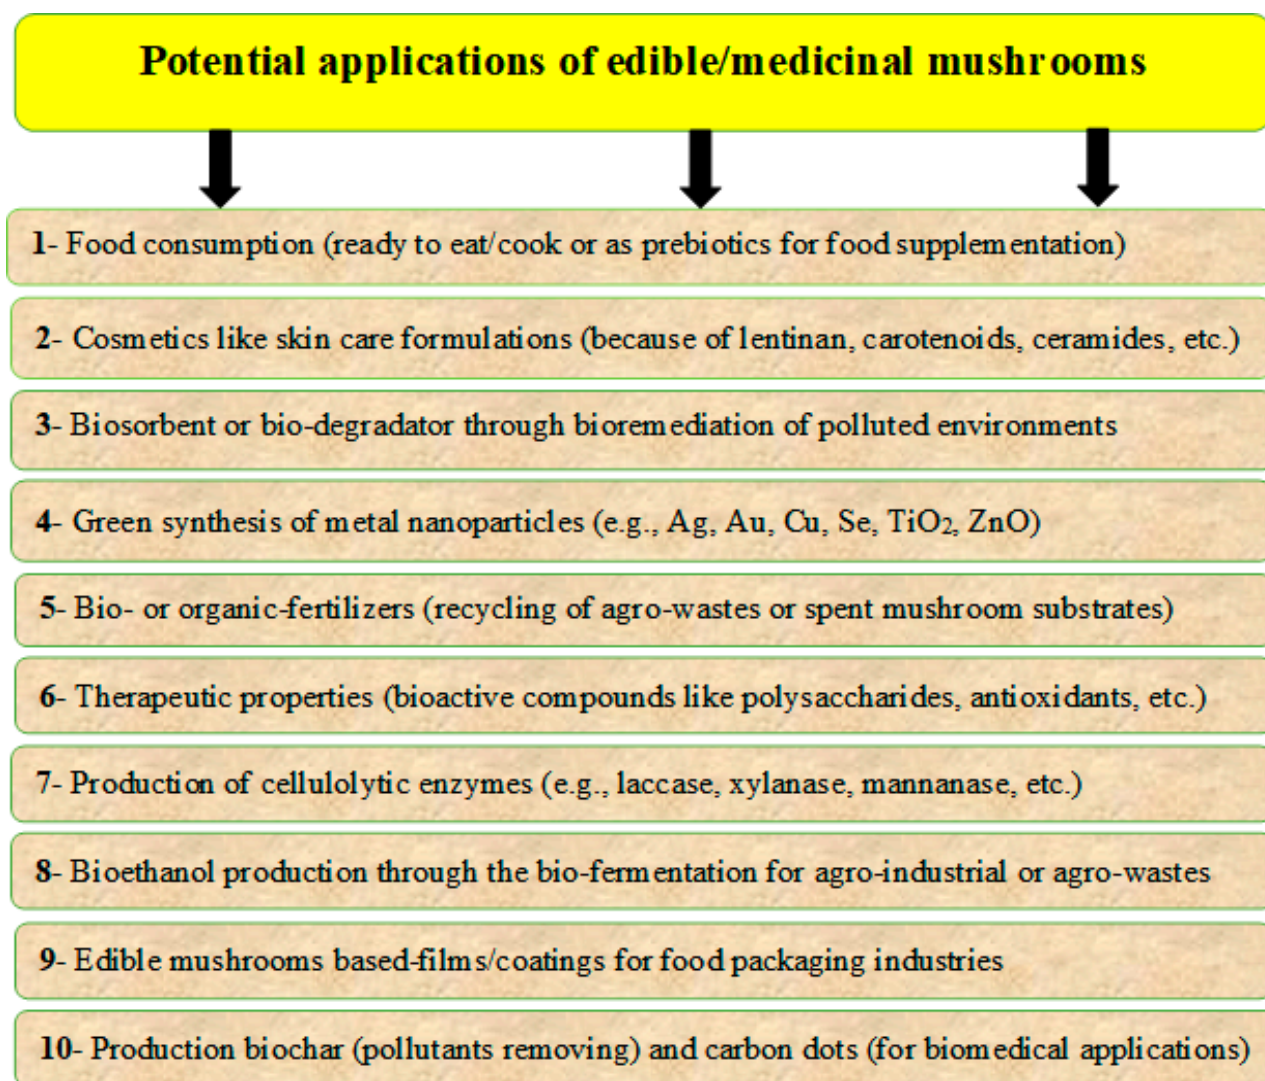 Potential applications of edible/medicinal mushrooms
1- Food consumption (ready to eat/cook or as prebiotics for food supplementation)
2- Cosmetics like skin care formulations (because of lentinan, carotenoids, ceramides, etc.)
3- Biosorbent or bio-degradator through bioremediation of polluted environments
4- Green synthesis of metal nanoparticles (e.g., Ag, Au, Cu, Se, TiO₂, ZnO)
5- Bio- or organic-fertilizers (recycling of agro-wastes or spent mushroom substrates)
6- Therapeutic properties (bioactive compounds like polysaccharides, antioxidants, etc.)
7- Production of cellulolytic enzymes (e.g., laccase, xylanase, mannanase, etc.)
8- Bioethanol production through the bio-fermentation for agro-industrial or agro-wastes
9- Edible mushrooms based-films/coatings for food packaging industries
10- Production biochar (pollutants removing) and carbon dots (for biomedical applications)